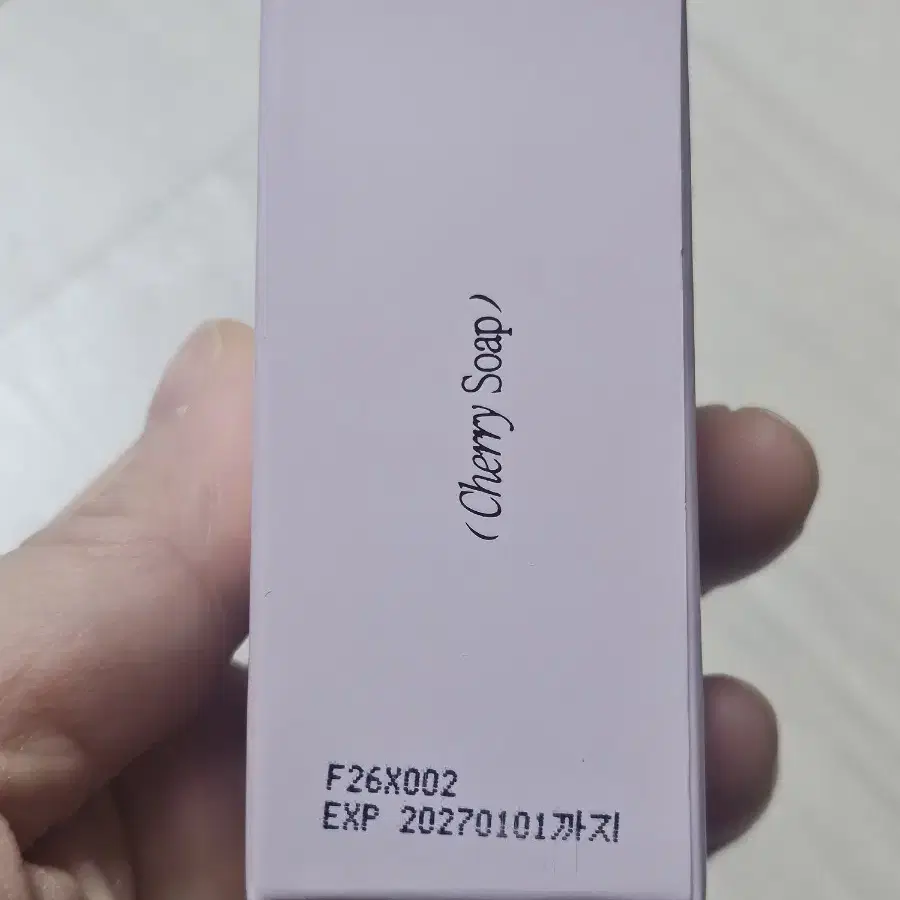 (Cherry Soap)
F26X002
EXP 20270101까지